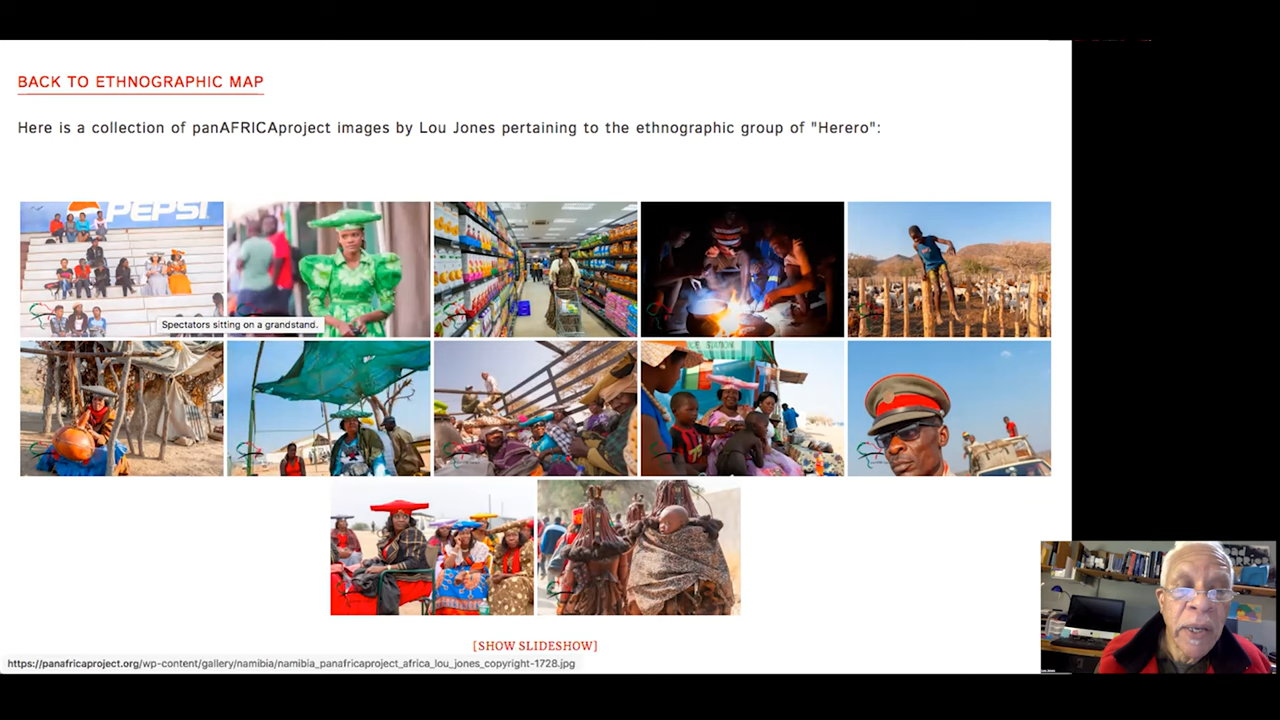 BACK TO ETHNOGRAPHIC MAP
Here is a collection of panAFRICAproject images by Lou Jones pertaining to the ethnographic group of "Herero":
PEPSI
Spectators sitting on a grandstand.
[SHOW SLIDESHOW]
https://panafricaproject.org/wp-content/gallery/namibia/namibia_panafricaproject_africa_lou_jones_copyright-1728.jpg